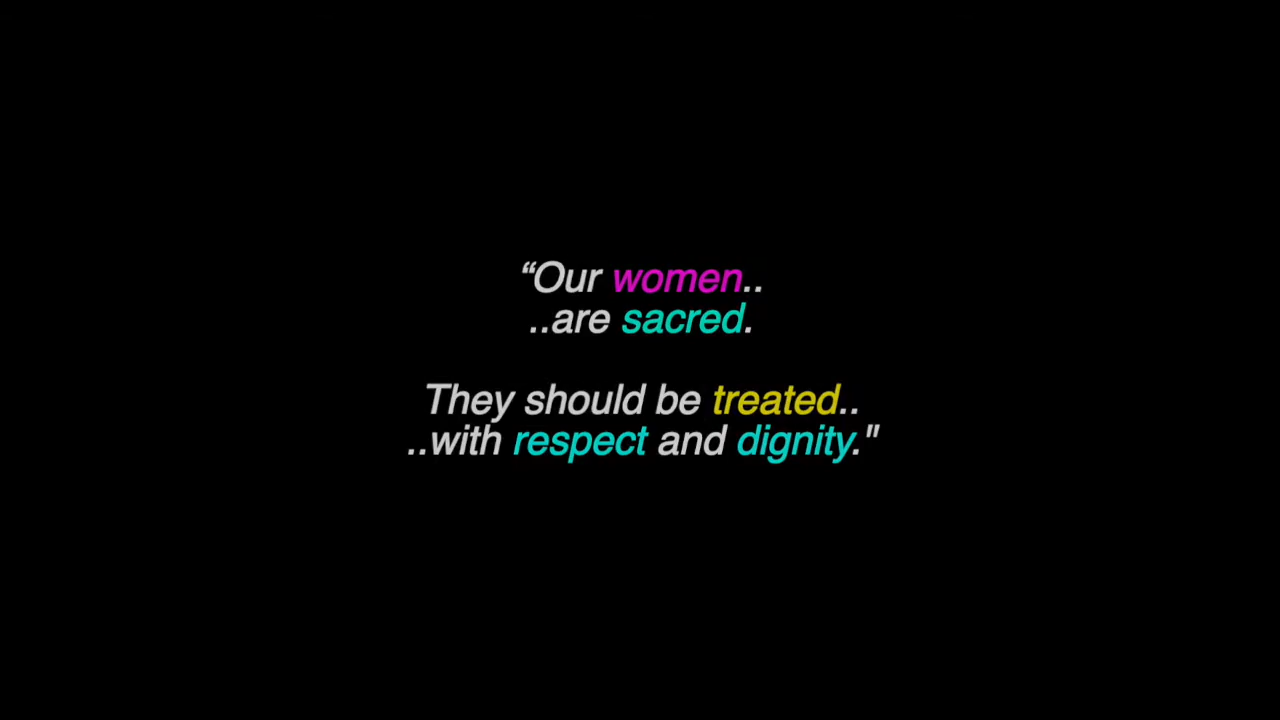 “Our women..
..are sacred.
They should be treated..
..with respect and dignity."